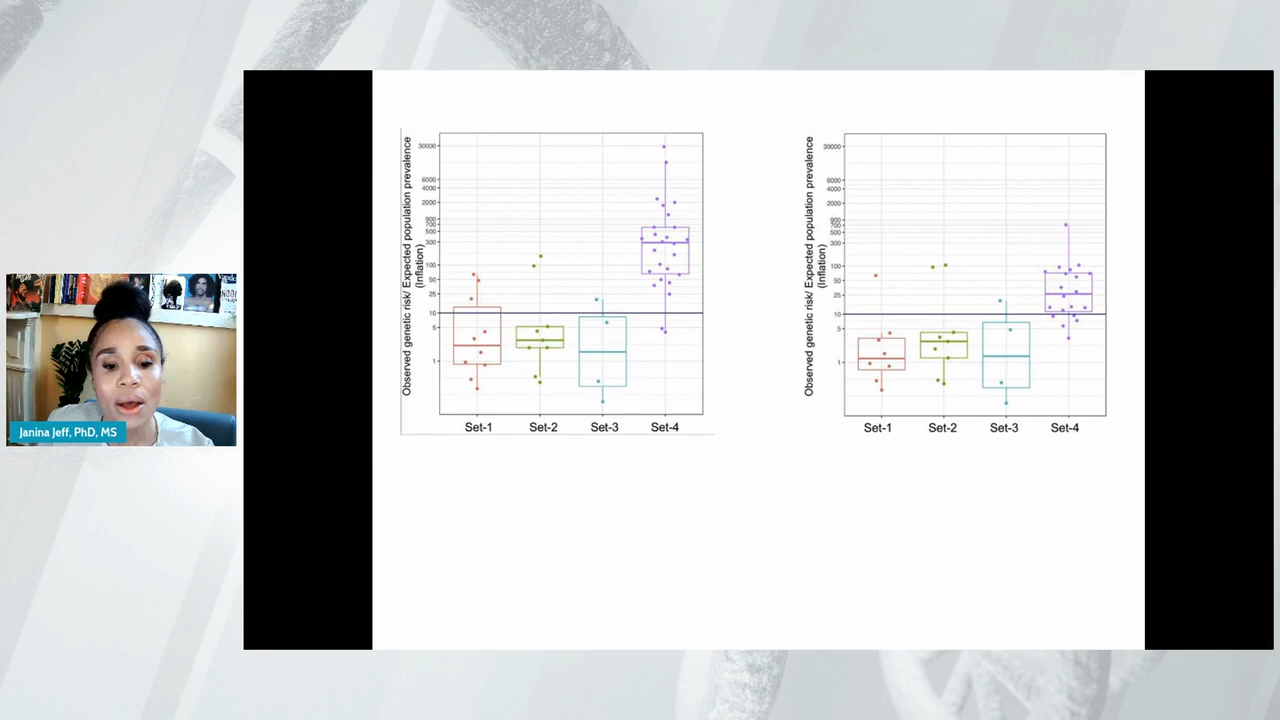 Janina Jeff, PhD, MS
Observed genetic risk/ Expected population prevalence
(Inflation)
30000
6000
4000
2000
900
700
500
300
100
50
25
10
5
1
Set-1
Set-2
Set-3
Set-4
Observed genetic risk/ Expected population prevalence
(Inflation)
30000
6000
4000
2000
900
700
500
300
100
50
25
10
5
1
Set-1
Set-2
Set-3
Set-4